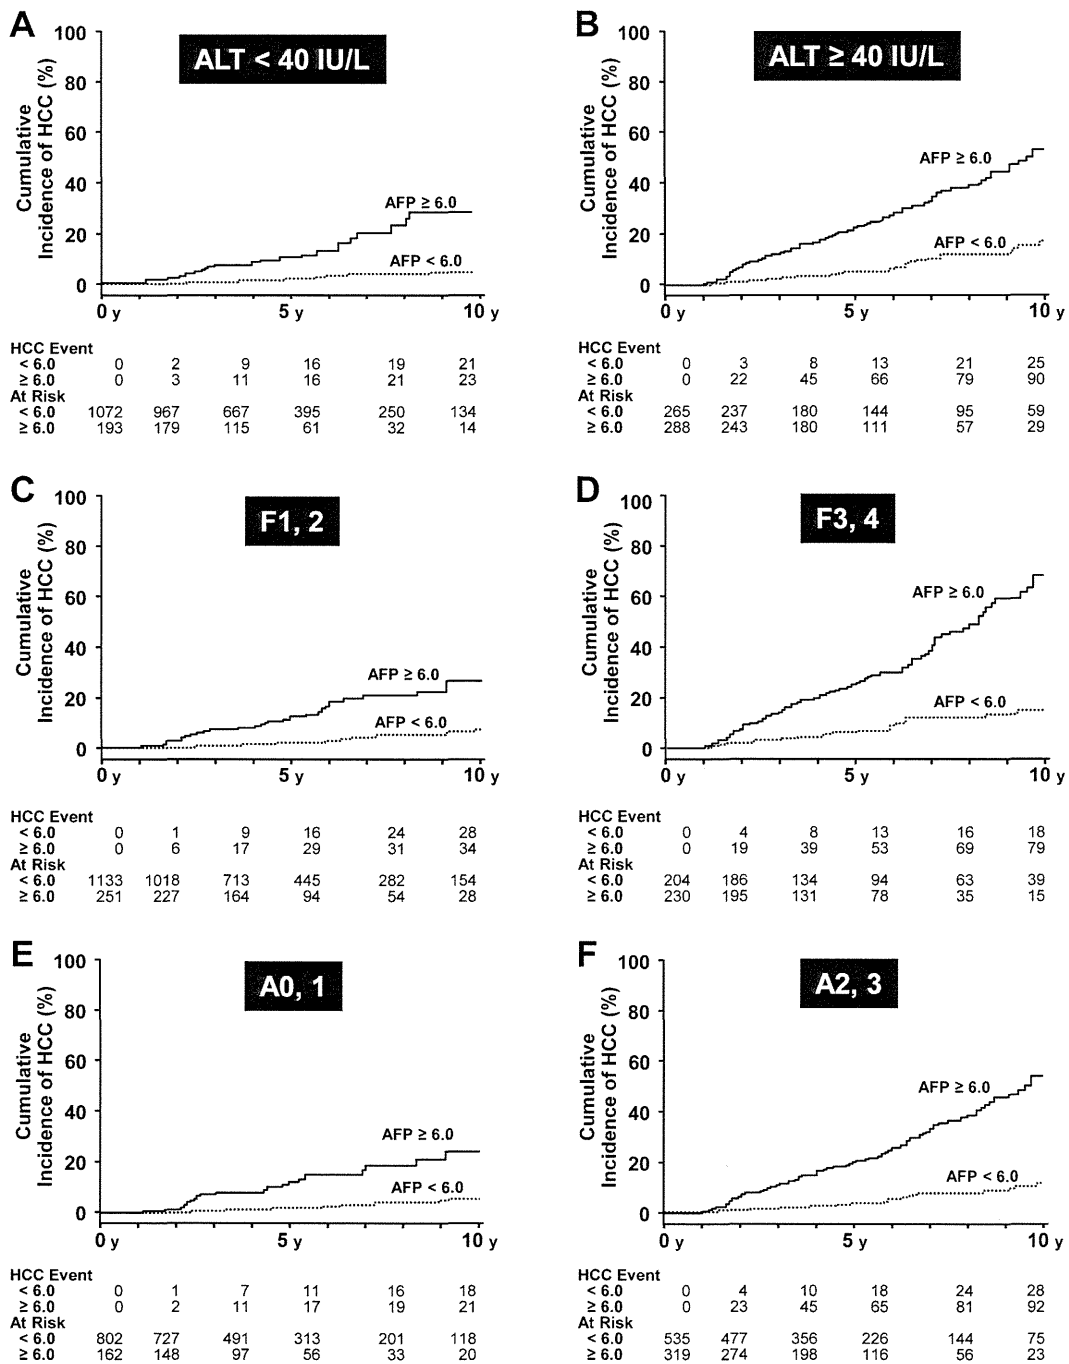 A
ALT < 40 IU/L
Cumulative
Incidence of HCC (%)
100
80
60
40
20
0
AFP ≥ 6.0
AFP < 6.0
0 y 5 y 10 y
HCC Event
< 6.0 0 2 9 16 19 21
≥ 6.0 0 3 11 16 21 23
At Risk
< 6.0 1072 967 667 395 250 134
≥ 6.0 193 179 115 61 32 14
B
ALT ≥ 40 IU/L
Cumulative
Incidence of HCC (%)
100
80
60
40
20
0
AFP ≥ 6.0
AFP < 6.0
0 y 5 y 10 y
HCC Event
< 6.0 0 3 8 13 21 25
≥ 6.0 0 22 45 66 79 90
At Risk
< 6.0 265 237 180 144 95 59
≥ 6.0 288 243 180 111 57 29
C
F1, 2
Cumulative
Incidence of HCC (%)
100
80
60
40
20
0
AFP ≥ 6.0
AFP < 6.0
0 y 5 y 10 y
HCC Event
< 6.0 0 1 9 16 24 28
≥ 6.0 0 6 17 29 31 34
At Risk
< 6.0 1133 1018 713 445 282 154
≥ 6.0 251 227 164 94 54 28
D
F3, 4
Cumulative
Incidence of HCC (%)
100
80
60
40
20
0
AFP ≥ 6.0
AFP < 6.0
0 y 5 y 10 y
HCC Event
< 6.0 0 4 8 13 16 18
≥ 6.0 0 19 39 53 69 79
At Risk
< 6.0 204 186 134 94 63 39
≥ 6.0 230 195 131 78 35 15
E
A0, 1
Cumulative
Incidence of HCC (%)
100
80
60
40
20
0
AFP ≥ 6.0
AFP < 6.0
0 y 5 y 10 y
HCC Event
< 6.0 0 1 7 11 16 18
≥ 6.0 0 2 11 17 19 21
At Risk
< 6.0 802 727 491 313 201 118
≥ 6.0 162 148 97 56 33 20
F
A2, 3
Cumulative
Incidence of HCC (%)
100
80
60
40
20
0
AFP ≥ 6.0
AFP < 6.0
0 y 5 y 10 y
HCC Event
< 6.0 0 4 10 18 24 28
≥ 6.0 0 23 45 65 81 92
At Risk
< 6.0 535 477 356 226 144 75
≥ 6.0 319 274 198 116 56 23